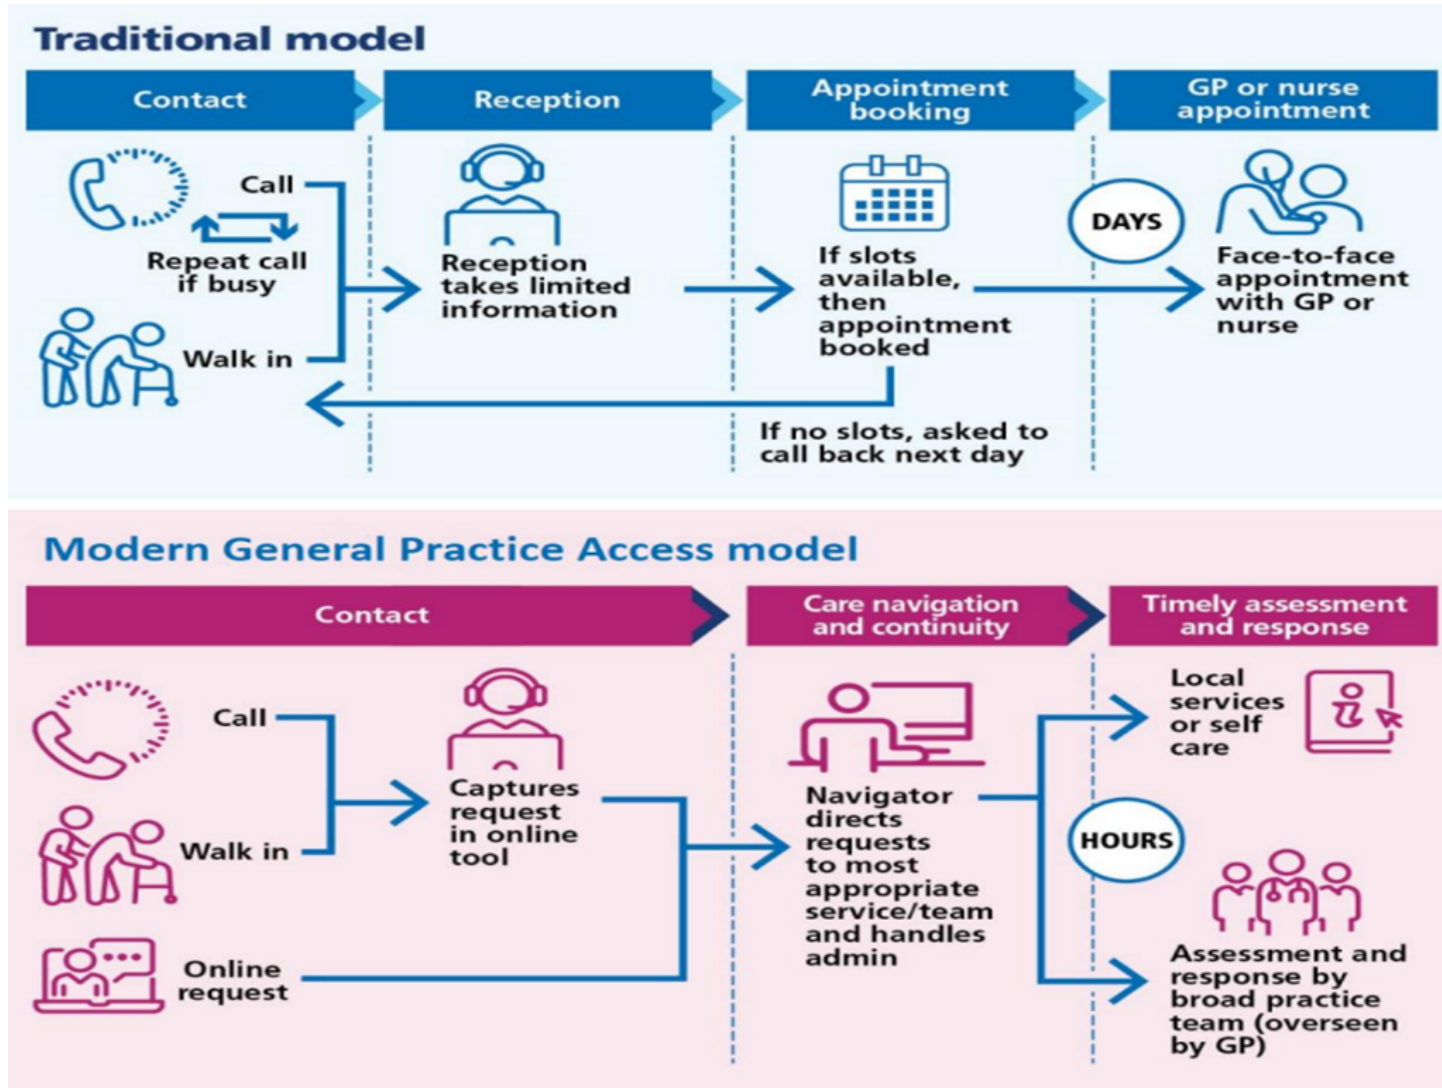 Traditional model
Contact
Reception
Appointment
booking
GP or nurse
appointment
Call
Repeat call
if busy
Walk in
Reception
takes limited
information
If slots
available,
then
appointment
booked
If no slots, asked to
call back next day
DAYS
Face-to-face
appointment
with GP or
nurse
Modern General Practice Access model
Contact
Care navigation
and continuity
Timely assessment
and response
Call
Walk in
Online
request
Captures
request
in online
tool
Navigator
directs
requests
to most
appropriate
service/team
and handles
admin
Local
services
or self
care
HOURS
Assessment and
response by
broad practice
team (overseen
by GP)